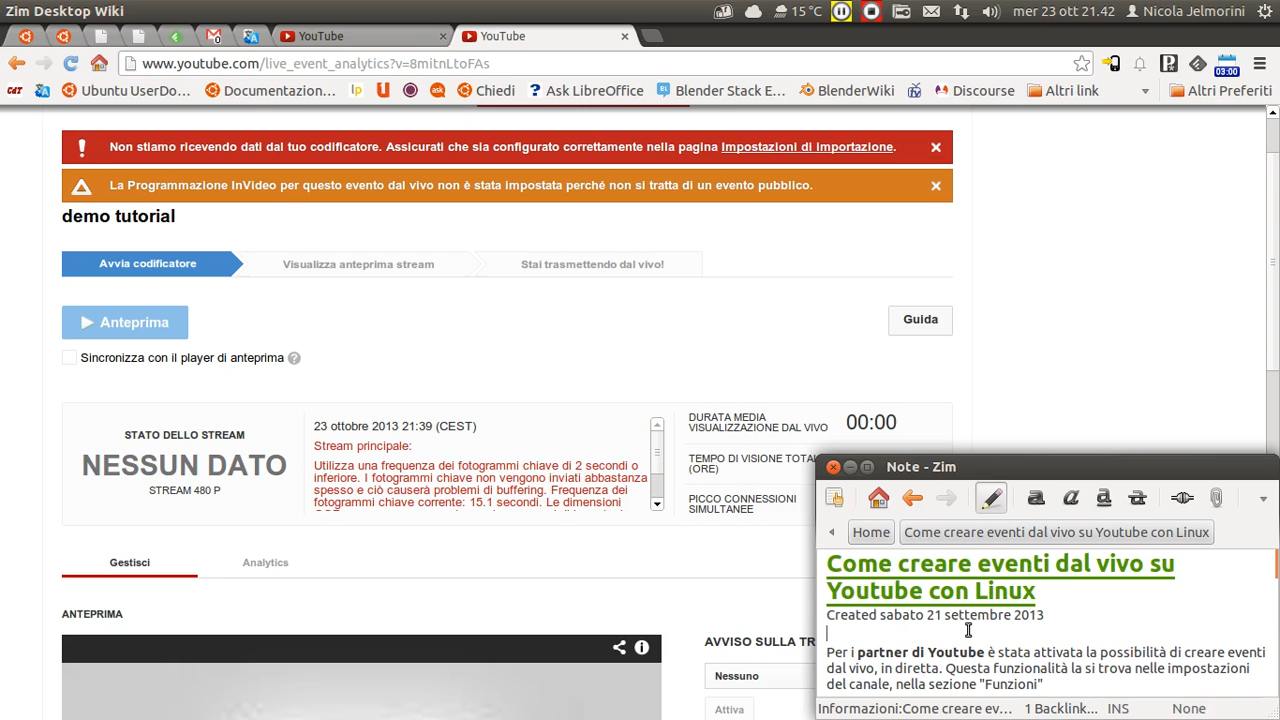 Zim Desktop Wiki
15 °C
mer 23 ott 21.42
Nicola Jelmorini
YouTube
YouTube
www.youtube.com/live_event_analytics?v=8mitnLtoFAs
03:00
CdT
Ubuntu UserDo...
Documentazion...
lp
ask
Chiedi
Ask LibreOffice
BL
Blender Stack E...
BlenderWiki
Discourse
Altri link
Altri Preferiti
Non stiamo ricevendo dati dal tuo codificatore. Assicurati che sia configurato correttamente nella pagina Impostazioni di importazione.
La Programmazione InVideo per questo evento dal vivo non è stata impostata perché non si tratta di un evento pubblico.
demo tutorial
Avvia codificatore
Visualizza anteprima stream
Stai trasmettendo dal vivo!
Anteprima
Guida
Sincronizza con il player di anteprima
STATO DELLO STREAM
NESSUN DATO
STREAM 480 P
23 ottobre 2013 21:39 (CEST)
Stream principale:
Utilizza una frequenza dei fotogrammi chiave di 2 secondi o
inferiore. I fotogrammi chiave non vengono inviati abbastanza
spesso e ciò causerà problemi di buffering. Frequenza dei
fotogrammi chiave corrente: 15.1 secondi. Le dimensioni
DURATA MEDIA
VISUALIZZAZIONE DAL VIVO
00:00
TEMPO DI VISIONE TOTA
(ORE)
PICCO CONNESSIONI
SIMULTANEE
Gestisci
Analytics
ANTEPRIMA
AVVISO SULLA TR
Nessuno
Attiva
Note - Zim
Home
Come creare eventi dal vivo su Youtube con Linux
Come creare eventi dal vivo su
Youtube con Linux
Created sabato 21 settembre 2013
Per i partner di Youtube è stata attivata la possibilità di creare eventi
dal vivo, in diretta. Questa funzionalità la si trova nelle impostazioni
del canale, nella sezione "Funzioni"
Informazioni:Come creare ev...
1 Backlink...
INS
None